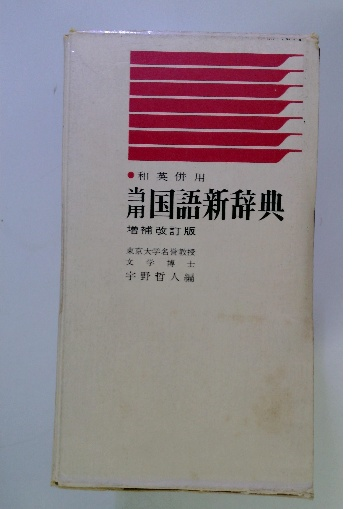 ●和英併用
当用国語新辞典
増補改訂版
東京大学名誉教授
文学博士
宇野哲人編